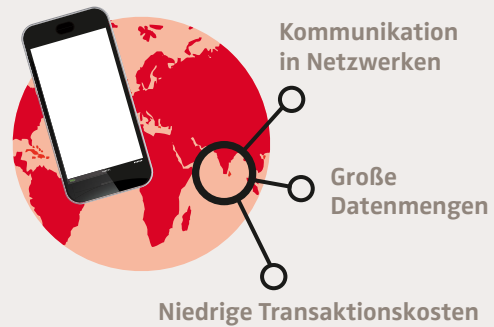 Kommunikation
in Netzwerken
Große
Datenmengen
Niedrige Transaktionskosten